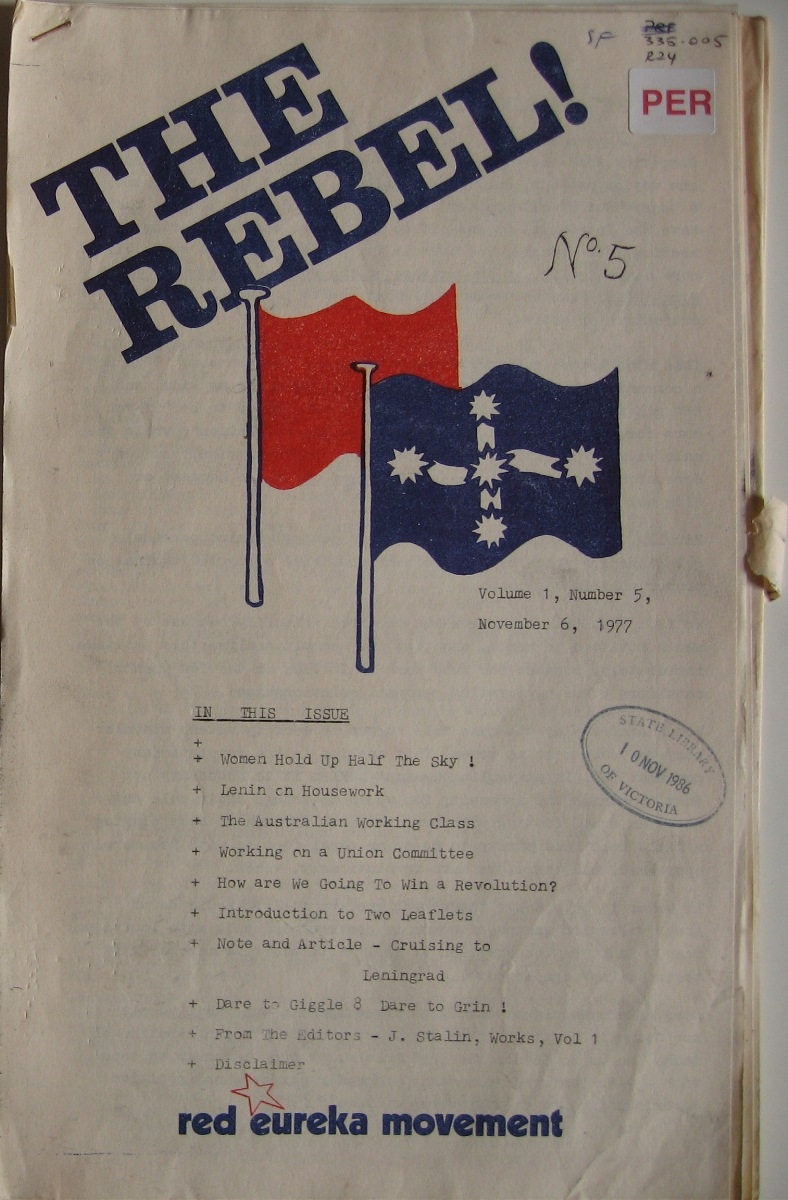 SF
Per
335.005
R24
PER
THE
REBEL!
No. 5
Volume 1, Number 5,
November 6, 1977
IN THIS ISSUE
+
+ Women Hold Up Half The Sky !
+ Lenin on Housework
+ The Australian Working Class
+ Working on a Union Committee
+ How are We Going To Win a Revolution?
+ Introduction to Two Leaflets
+ Note and Article - Cruising to
Leningrad
+ Dare to Giggle & Dare to Grin !
+ From The Editors - J. Stalin, Works, Vol 1
+ Disclaimer
STATE LIBRARY
10 NOV 1986
OF VICTORIA
red eureka movement